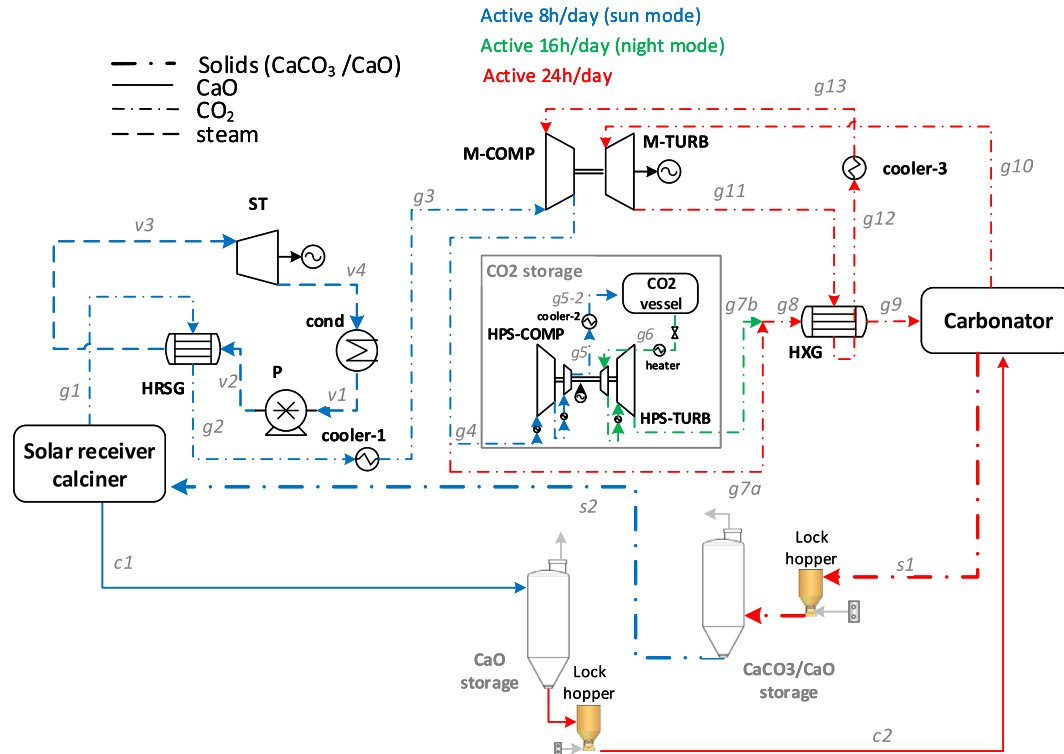 Active 8h/day (sun mode)
Active 16h/day (night mode)
Active 24h/day
Solids (CaCO3 /CaO)
CaO
CO2
steam
g13
M-COMP
M-TURB
cooler-3
g10
g3
g11
g12
ST
v3
v4
CO2 storage
CO2
vessel
g5-2
cooler-2
HPS-COMP
g5
g6
heater
g7b
g8
g9
HXG
Carbonator
cond
HRSG
P
v2
v1
g1
g2
cooler-1
g4
HPS-TURB
Solar receiver
calciner
s2
g7a
Lock
hopper
s1
c1
CaO
storage
Lock
hopper
CaCO3/CaO
storage
c2